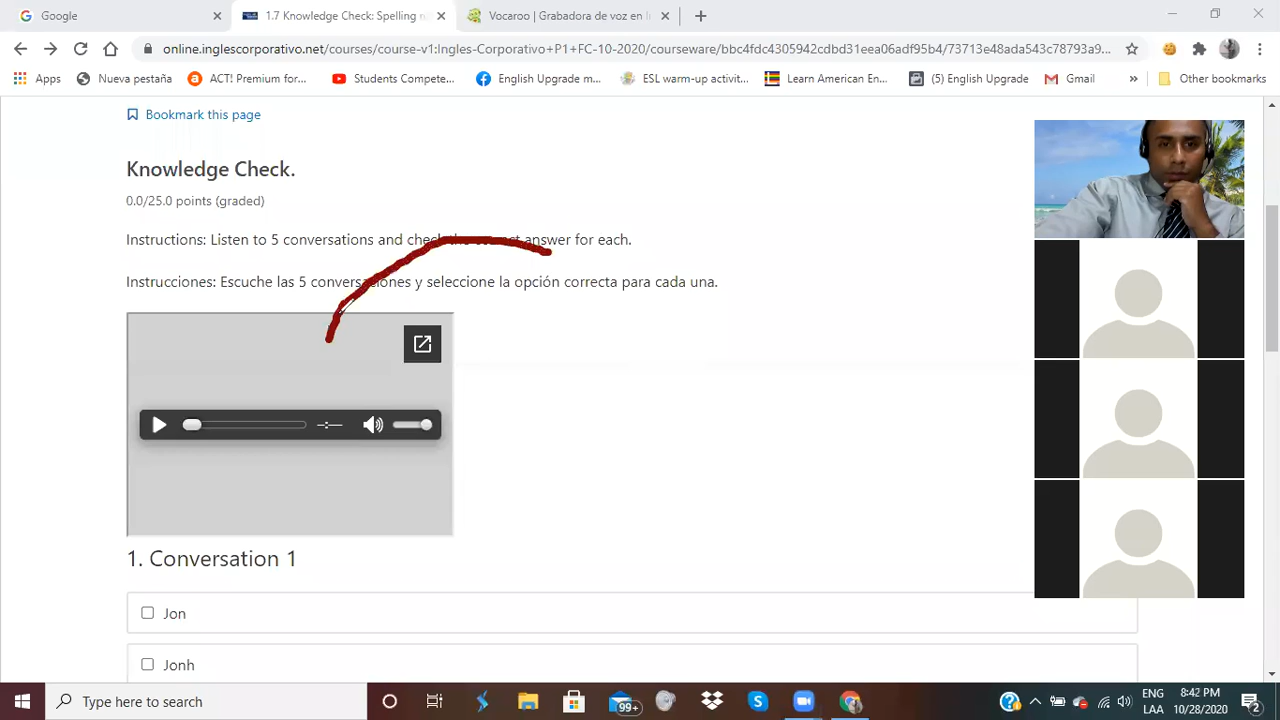 Google
1.7 Knowledge Check: Spelling n
Vocaroo | Grabadora de voz en l
online.inglescorporativo.net/courses/course-v1:Ingles-Corporativo+P1+FC-10-2020/courseware/bbc4fdc4305942cdbd31eea06adf95b4/73713e48ada543c78793a9...
Apps
Nueva pestaña
ACT! Premium for...
Students Compete...
English Upgrade m...
ESL warm-up activit...
Learn American En...
(5) English Upgrade
Gmail
»
Other bookmarks
Bookmark this page
Knowledge Check.
0.0/25.0 points (graded)
Instructions: Listen to 5 conversations and check the correct answer for each.
Instrucciones: Escuche las 5 conversaciones y seleccione la opción correcta para cada una.
-:-
1. Conversation 1
Jon
Jonh
Type here to search
99+
ENG
LAA
8:42 PM
10/28/2020
2